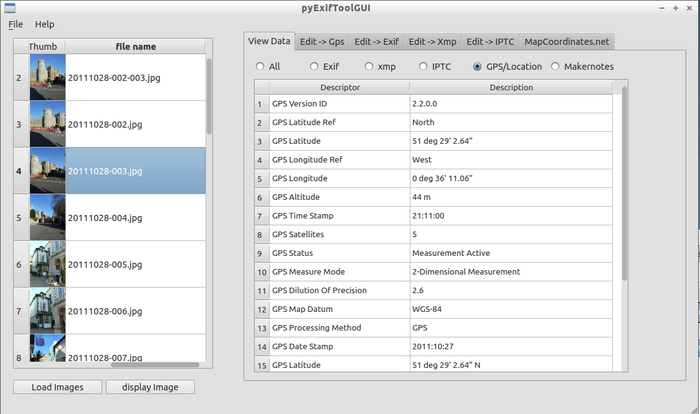 pyExifToolGUI
File Help
View Data Edit -> Gps Edit -> Exif Edit -> Xmp Edit -> IPTC MapCoordinates.net
Thumb file name
2 20111028-002-003.jpg
3 20111028-002.jpg
4 20111028-003.jpg
5 20111028-004.jpg
6 20111028-005.jpg
7 20111028-006.jpg
8 20111028-007.jpg
Load Images display Image
All Exif xmp IPTC GPS/Location Makernotes
Descriptor Description
1 GPS Version ID 2.2.0.0
2 GPS Latitude Ref North
3 GPS Latitude 51 deg 29' 2.64"
4 GPS Longitude Ref West
5 GPS Longitude 0 deg 36' 11.06"
6 GPS Altitude 44 m
7 GPS Time Stamp 21:11:00
8 GPS Satellites 5
9 GPS Status Measurement Active
10 GPS Measure Mode 2-Dimensional Measurement
11 GPS Dilution Of Precision 2.6
12 GPS Map Datum WGS-84
13 GPS Processing Method GPS
14 GPS Date Stamp 2011:10:27
15 GPS Latitude 51 deg 29' 2.64" N